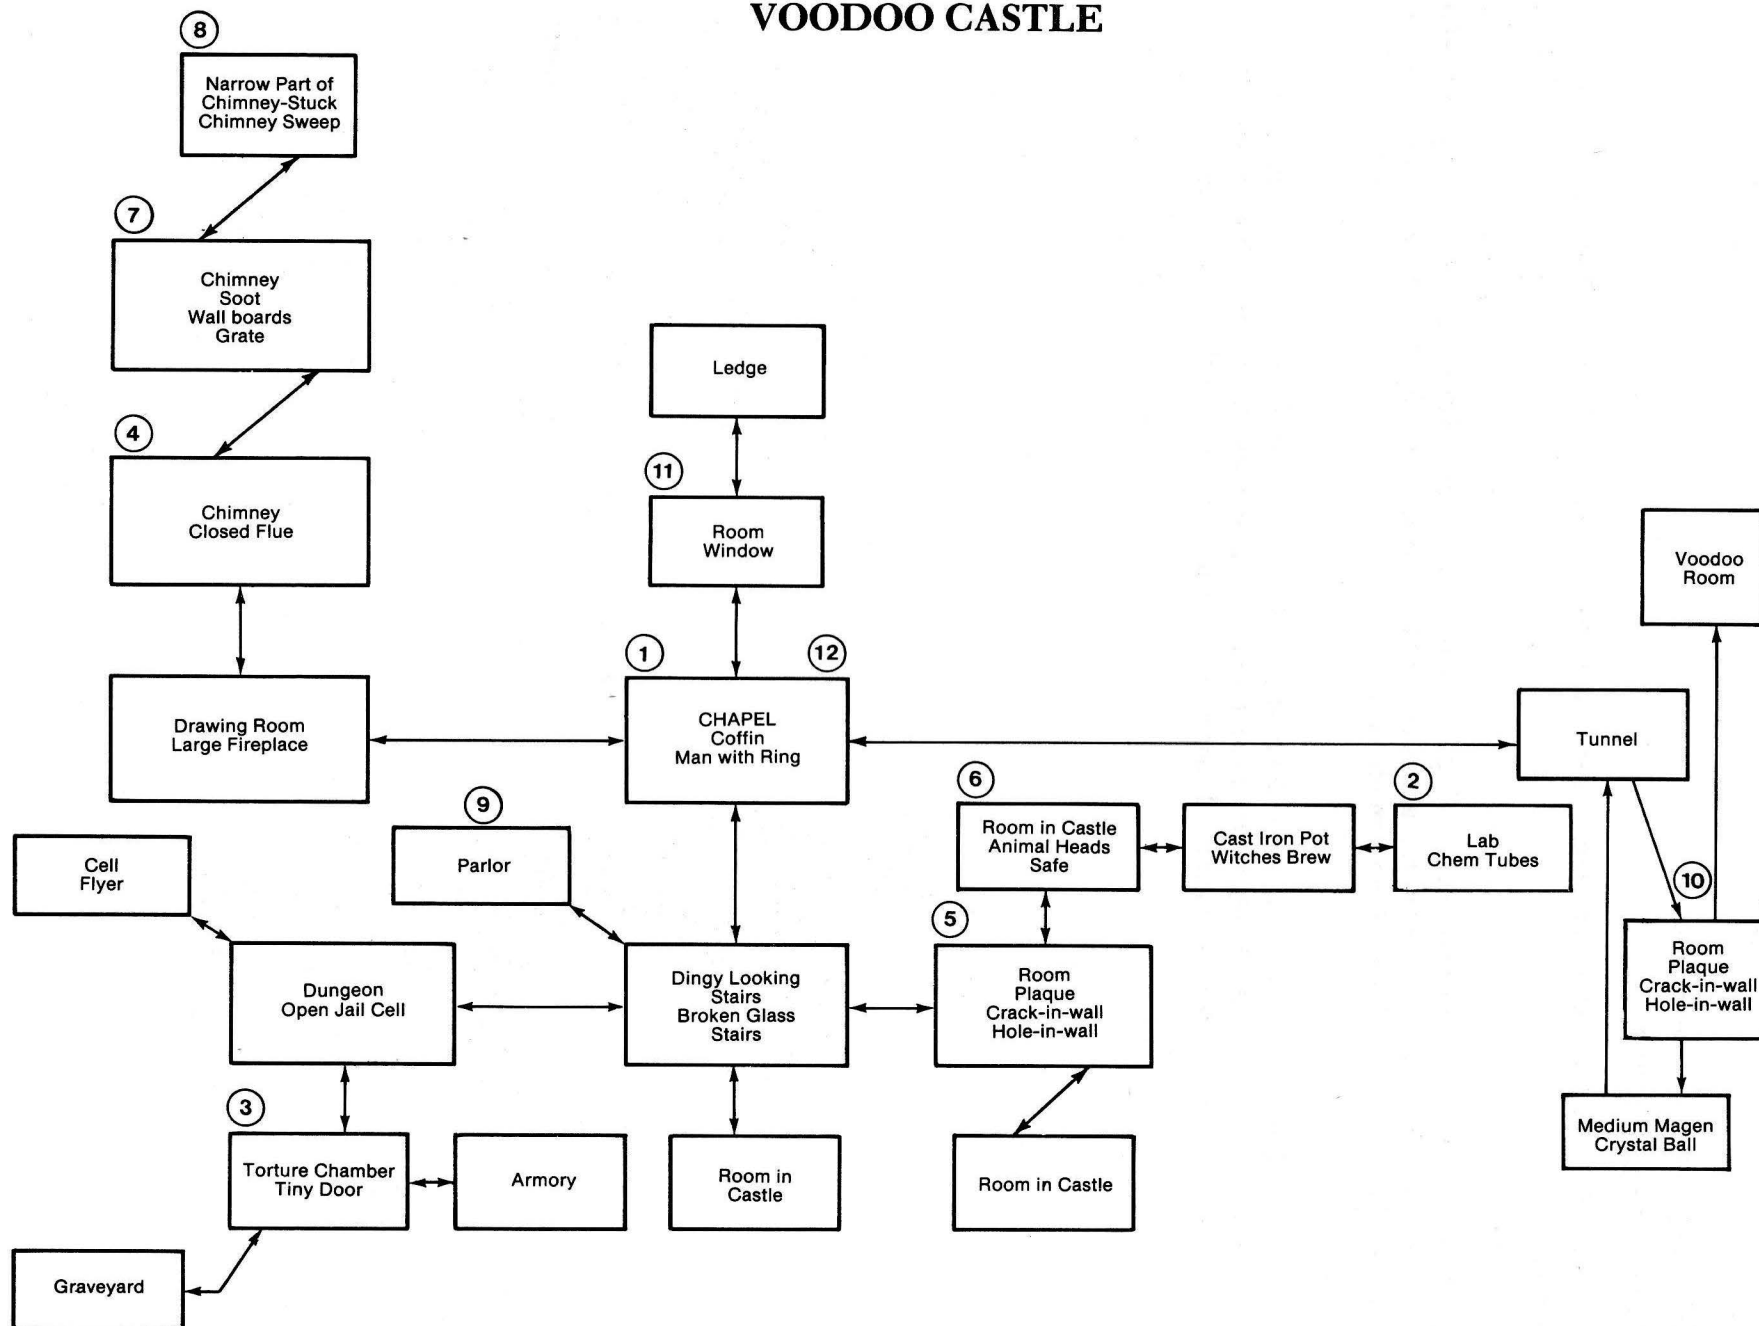 VOODOO CASTLE
8
Narrow Part of
Chimney-Stuck
Chimney Sweep
7
Chimney
Soot
Wall boards
Grate
Ledge
4
Chimney
Closed Flue
11
Room
Window
Voodoo
Room
1
12
Drawing Room
Large Fireplace
CHAPEL
Coffin
Man with Ring
Tunnel
6
Room in Castle
Animal Heads
Safe
Cast Iron Pot
Witches Brew
2
Lab
Chem Tubes
Cell
Flyer
9
Parlor
10
Room
Plaque
Crack-in-wall
Hole-in-wall
5
Room
Plaque
Crack-in-wall
Hole-in-wall
Dungeon
Open Jail Cell
Dingy Looking
Stairs
Broken Glass
Stairs
3
Torture Chamber
Tiny Door
Armory
Room in
Castle
Room in Castle
Medium Magen
Crystal Ball
Graveyard